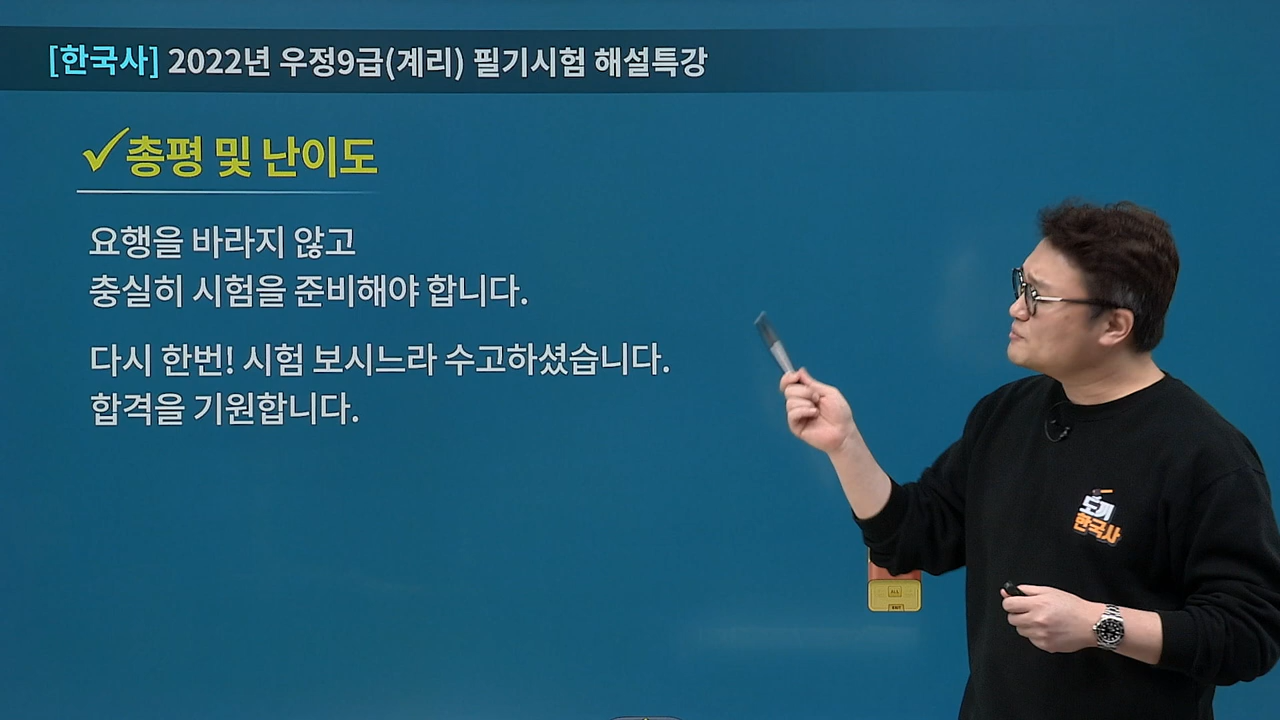 [한국사] 2022년 우정9급(계리) 필기시험 해설특강
총평 및 난이도
요행을 바라지 않고
충실히 시험을 준비해야 합니다.
다시 한번! 시험 보시느라 수고하셨습니다.
합격을 기원합니다.
도끼
한국사
ALL